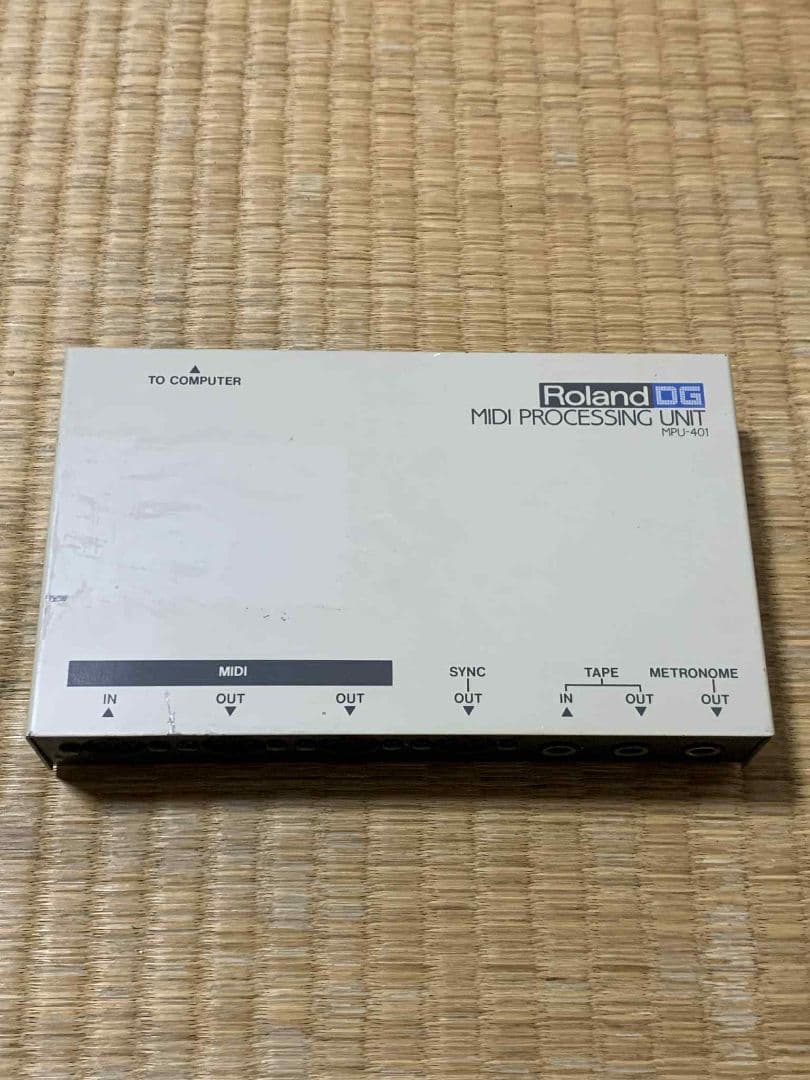 TO COMPUTER
Roland DG
MIDI PROCESSING UNIT
MPU-401
MIDI
SYNC
TAPE
METRONOME
IN
OUT
OUT
OUT
IN
OUT
OUT